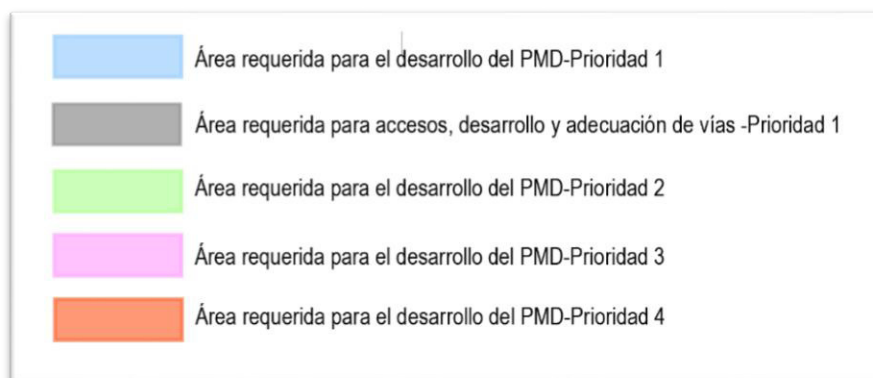 Área requerida para el desarrollo del PMD-Prioridad 1
Área requerida para accesos, desarrollo y adecuación de vías -Prioridad 1
Área requerida para el desarrollo del PMD-Prioridad 2
Área requerida para el desarrollo del PMD-Prioridad 3
Área requerida para el desarrollo del PMD-Prioridad 4